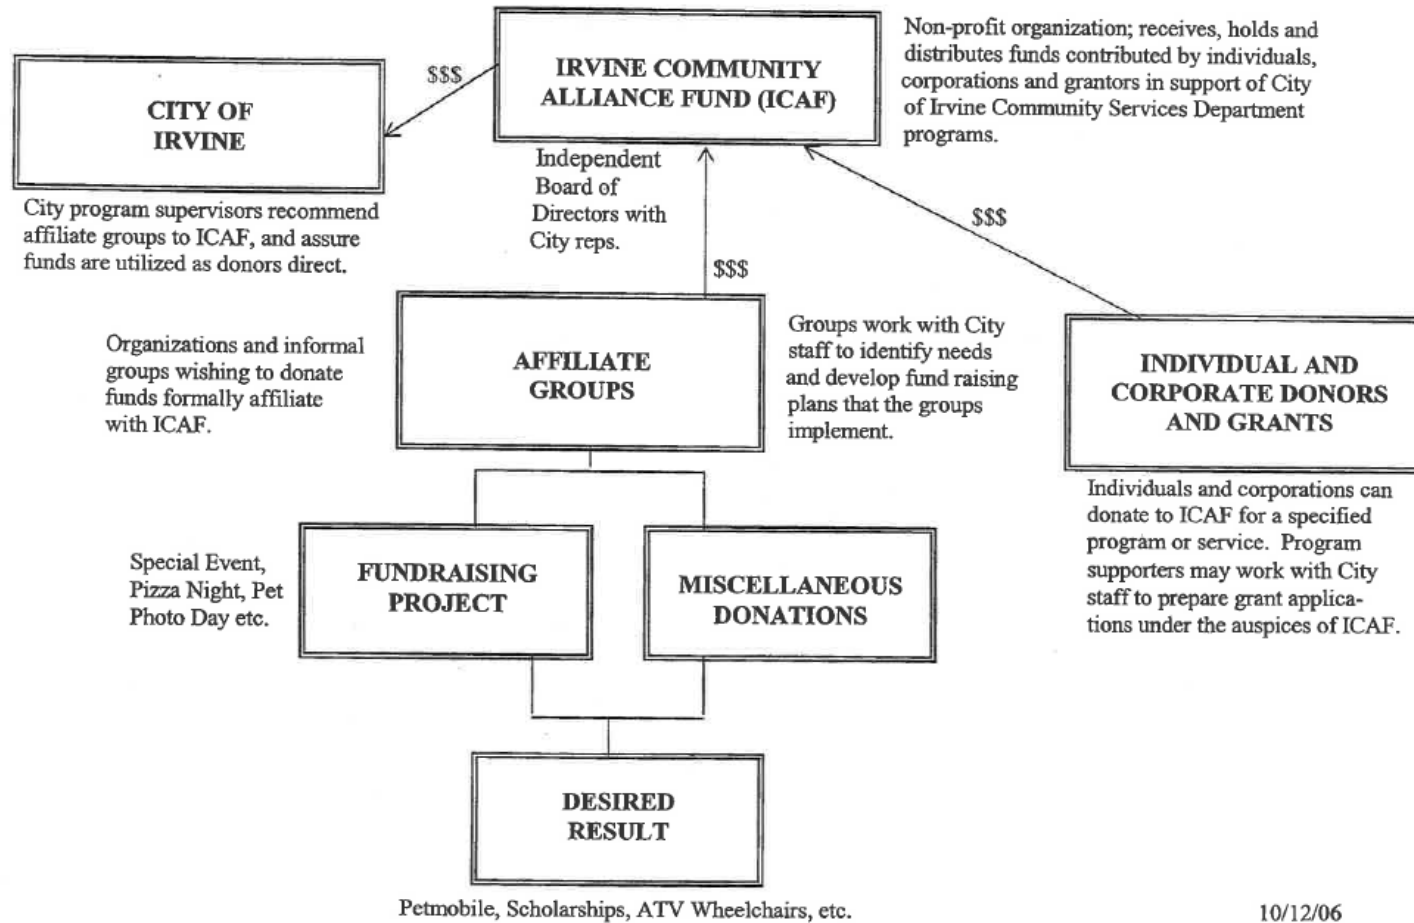 Non-profit organization; receives, holds and
distributes funds contributed by individuals,
corporations and grantors in support of City
of Irvine Community Services Department
programs.
IRVINE COMMUNITY
ALLIANCE FUND (ICAF)
$$$
CITY OF
IRVINE
Independent
Board of
Directors with
City reps.
City program supervisors recommend
affiliate groups to ICAF, and assure
funds are utilized as donors direct.
$$$
$$$
Organizations and informal
groups wishing to donate
funds formally affiliate
with ICAF.
AFFILIATE
GROUPS
Groups work with City
staff to identify needs
and develop fund raising
plans that the groups
implement.
INDIVIDUAL AND
CORPORATE DONORS
AND GRANTS
Individuals and corporations can
donate to ICAF for a specified
program or service. Program
supporters may work with City
staff to prepare grant applica-
tions under the auspices of ICAF.
Special Event,
Pizza Night, Pet
Photo Day etc.
FUNDRAISING
PROJECT
MISCELLANEOUS
DONATIONS
DESIRED
RESULT
Petmobile, Scholarships, ATV Wheelchairs, etc.
10/12/06